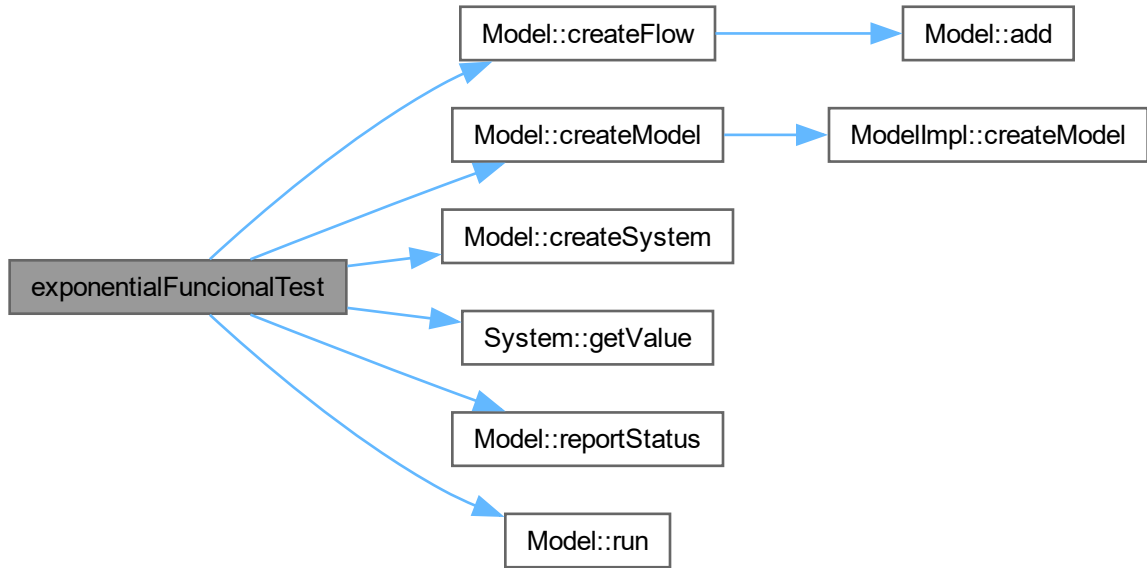 Model::createFlow
Model::add
Model::createModel
ModelImpl::createModel
Model::createSystem
exponentialFuncionalTest
System::getValue
Model::reportStatus
Model::run